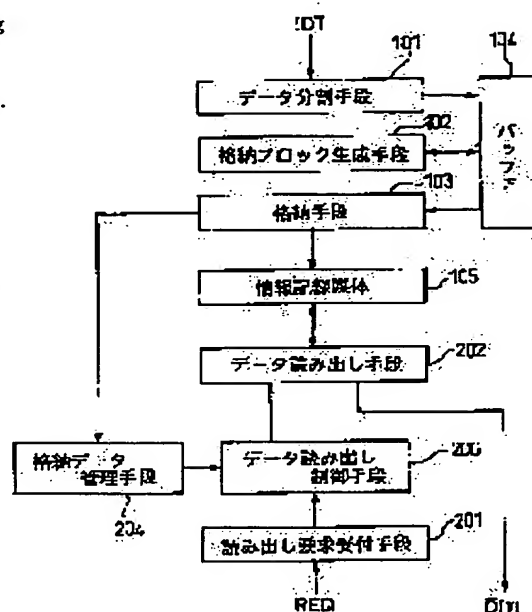 IDT
101
104
データ分割手段
102
格納ブロック生成手段
バッファ
103
格納手段
情報記録媒体
105
データ読み出し手段
202
格納データ
管理手段
204
データ読み出し
制御手段
読み出し要求受付手段
201
REQ